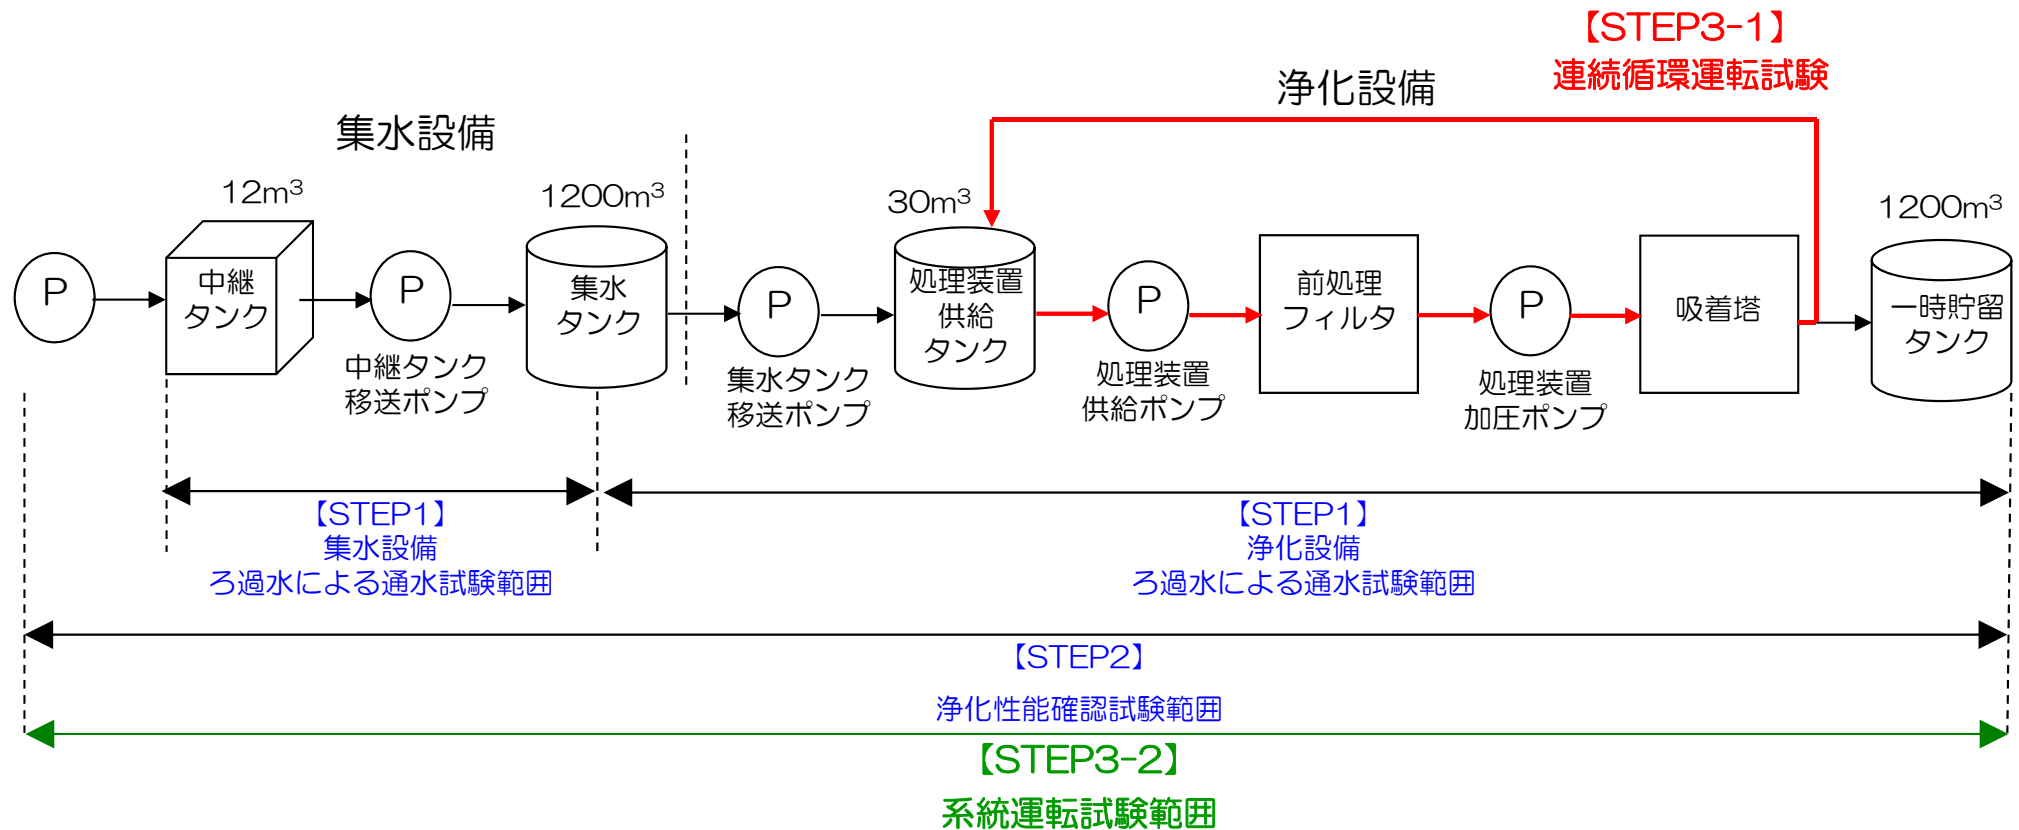 【STEP3-1】
連続循環運転試験
浄化設備
集水設備
12m³
1200m³
30m³
1200m³
P
中継
タンク
P
中継タンク
移送ポンプ
集水
タンク
P
集水タンク
移送ポンプ
処理装置
供給
タンク
P
処理装置
供給ポンプ
前処理
フィルタ
P
処理装置
加圧ポンプ
吸着塔
一時貯留
タンク
【STEP1】
集水設備
ろ過水による通水試験範囲
【STEP1】
浄化設備
ろ過水による通水試験範囲
【STEP2】
浄化性能確認試験範囲
【STEP3-2】
系統運転試験範囲